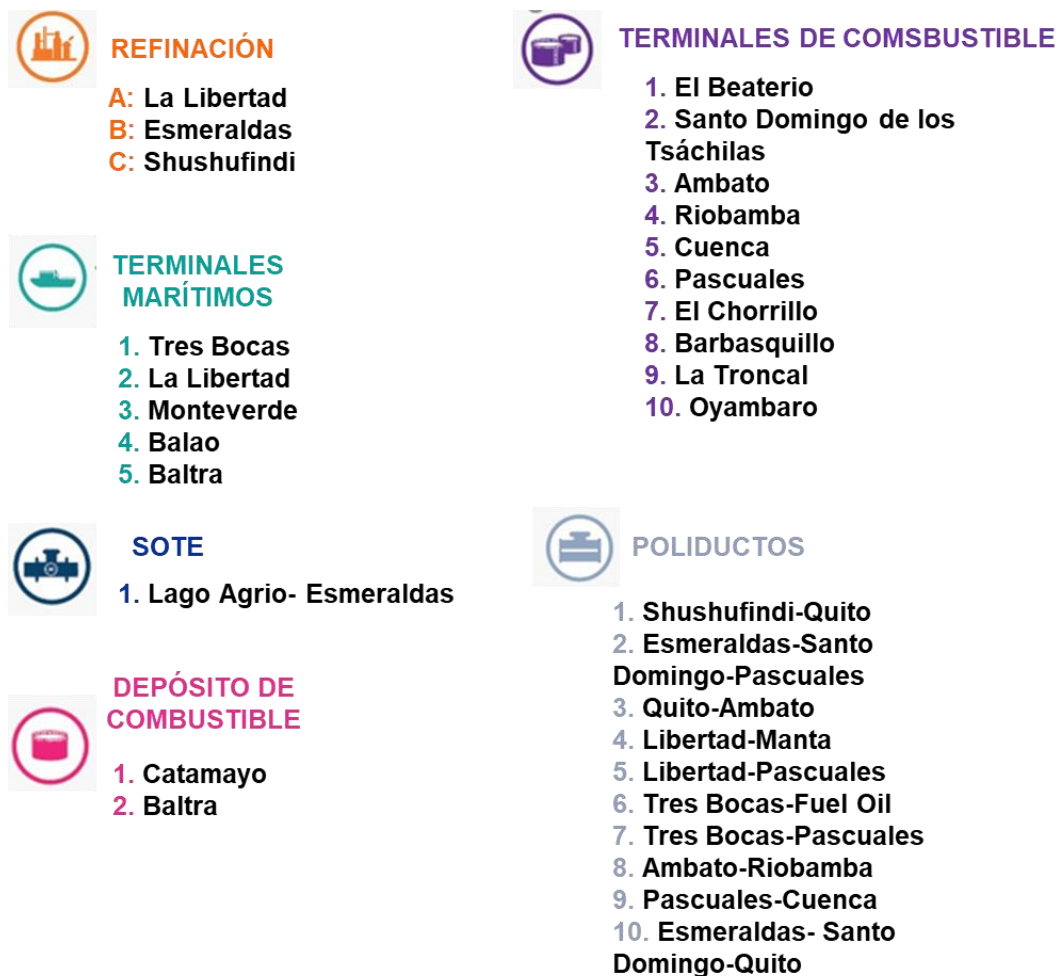 REFINACIÓN
A: La Libertad
B: Esmeraldas
C: Shushufindi
TERMINALES
MARÍTIMOS
1. Tres Bocas
2. La Libertad
3. Monteverde
4. Balao
5. Baltra
SOTE
1. Lago Agrio- Esmeraldas
DEPÓSITO DE
COMBUSTIBLE
1. Catamayo
2. Baltra
TERMINALES DE COMSBUSTIBLE
1. El Beaterio
2. Santo Domingo de los
Tsáchilas
3. Ambato
4. Riobamba
5. Cuenca
6. Pascuales
7. El Chorrillo
8. Barbasquillo
9. La Troncal
10. Oyambaro
POLIDUCTOS
1. Shushufindi-Quito
2. Esmeraldas-Santo
Domingo-Pascuales
3. Quito-Ambato
4. Libertad-Manta
5. Libertad-Pascuales
6. Tres Bocas-Fuel Oil
7. Tres Bocas-Pascuales
8. Ambato-Riobamba
9. Pascuales-Cuenca
10. Esmeraldas- Santo
Domingo-Quito